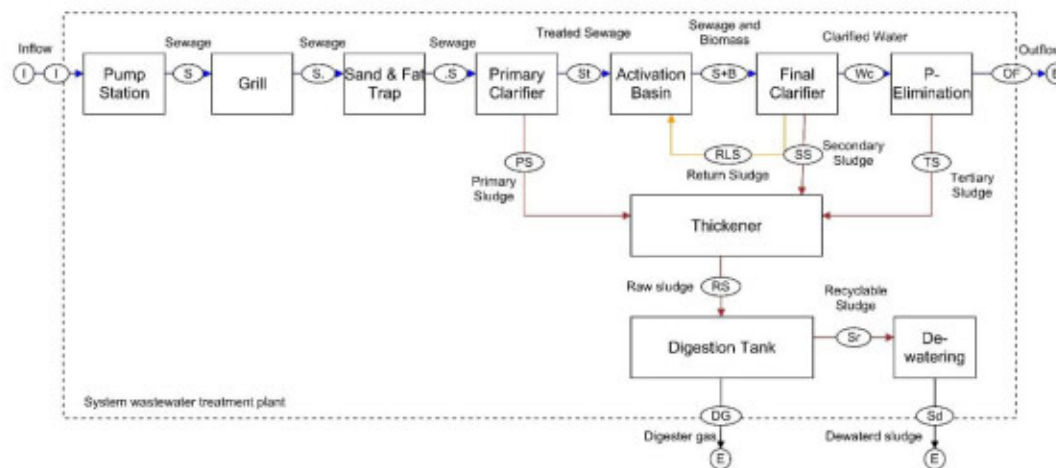 Inflow
Sewage
Sewage
Sewage
Treated Sewage
Sewage and
Biomass
Clarified Water
Outflow
I
I
Pump
Station
S
Grill
S.
Sand & Fat
Trap
.S
Primary
Clarifier
St
Activation
Basin
S+B
Final
Clarifier
Wc
P-
Elimination
OF
PS
Primary
Sludge
RLS
Return Sludge
SS
Secondary
Sludge
TS
Tertiary
Sludge
Thickener
Raw sludge
RS
Recyclable
Sludge
Digestion Tank
Sr
De-
watering
System wastewater treatment plant
DG
Sd
Digester gas
Dewaterd sludge
E
E